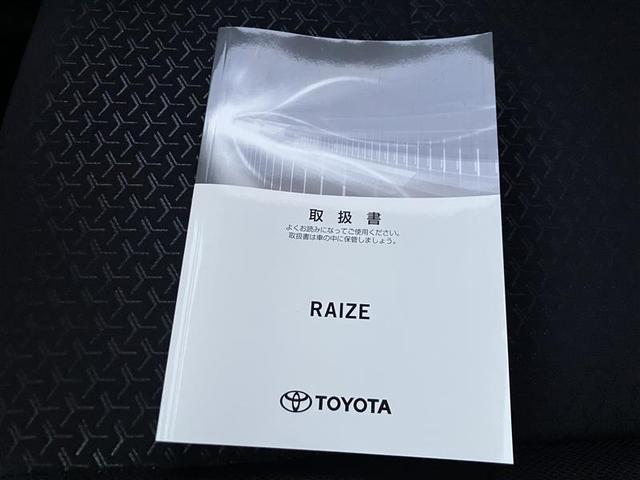 取扱書
よくお読みになってご使用ください。
取扱書は車の中に保管しましょう。
RAIZE
TOYOTA